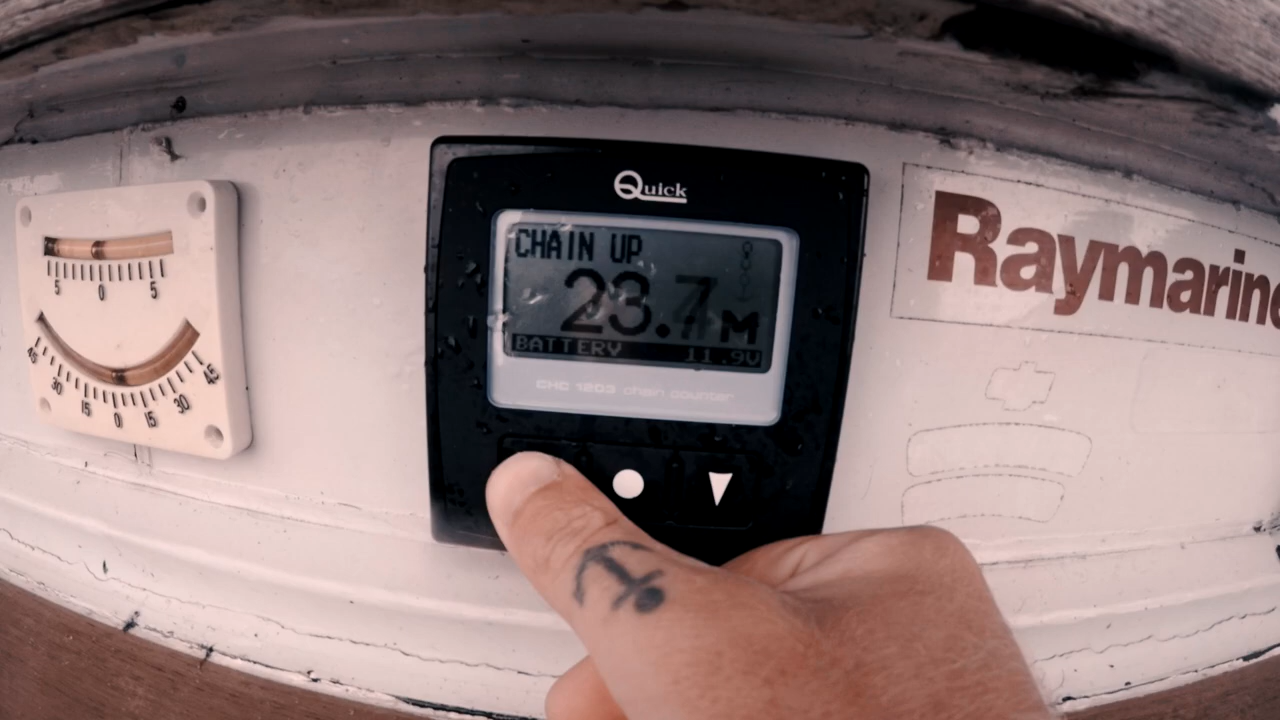 Quick
CHAIN UP
23.7 M
BATTERY 11.9V
CHC 1203 chain counter
Raymarine
5 0 5
45 30 15 0 15 30 45